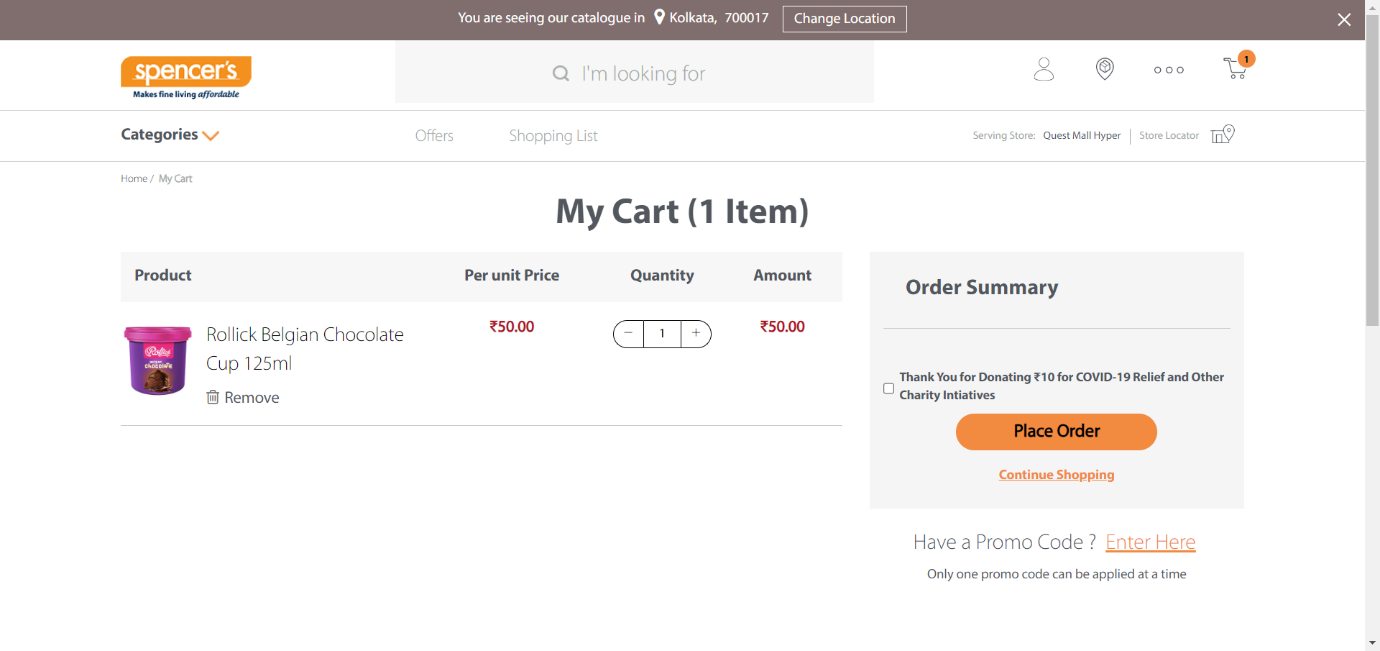 You are seeing our catalogue in Kolkata, 700017 Change Location
spencer's
Makes fine living affordable
I'm looking for
1
Categories Offers Shopping List Serving Store: Quest Mall Hyper Store Locator
Home / My Cart
My Cart (1 Item)
Product Per unit Price Quantity Amount
Rollick Belgian Chocolate
Cup 125ml
Remove
₹50.00
− 1 +
₹50.00
Rollick
CHOCOLATE
Order Summary
Thank You for Donating ₹10 for COVID-19 Relief and Other
Charity Intiatives
Place Order
Continue Shopping
Have a Promo Code ? Enter Here
Only one promo code can be applied at a time